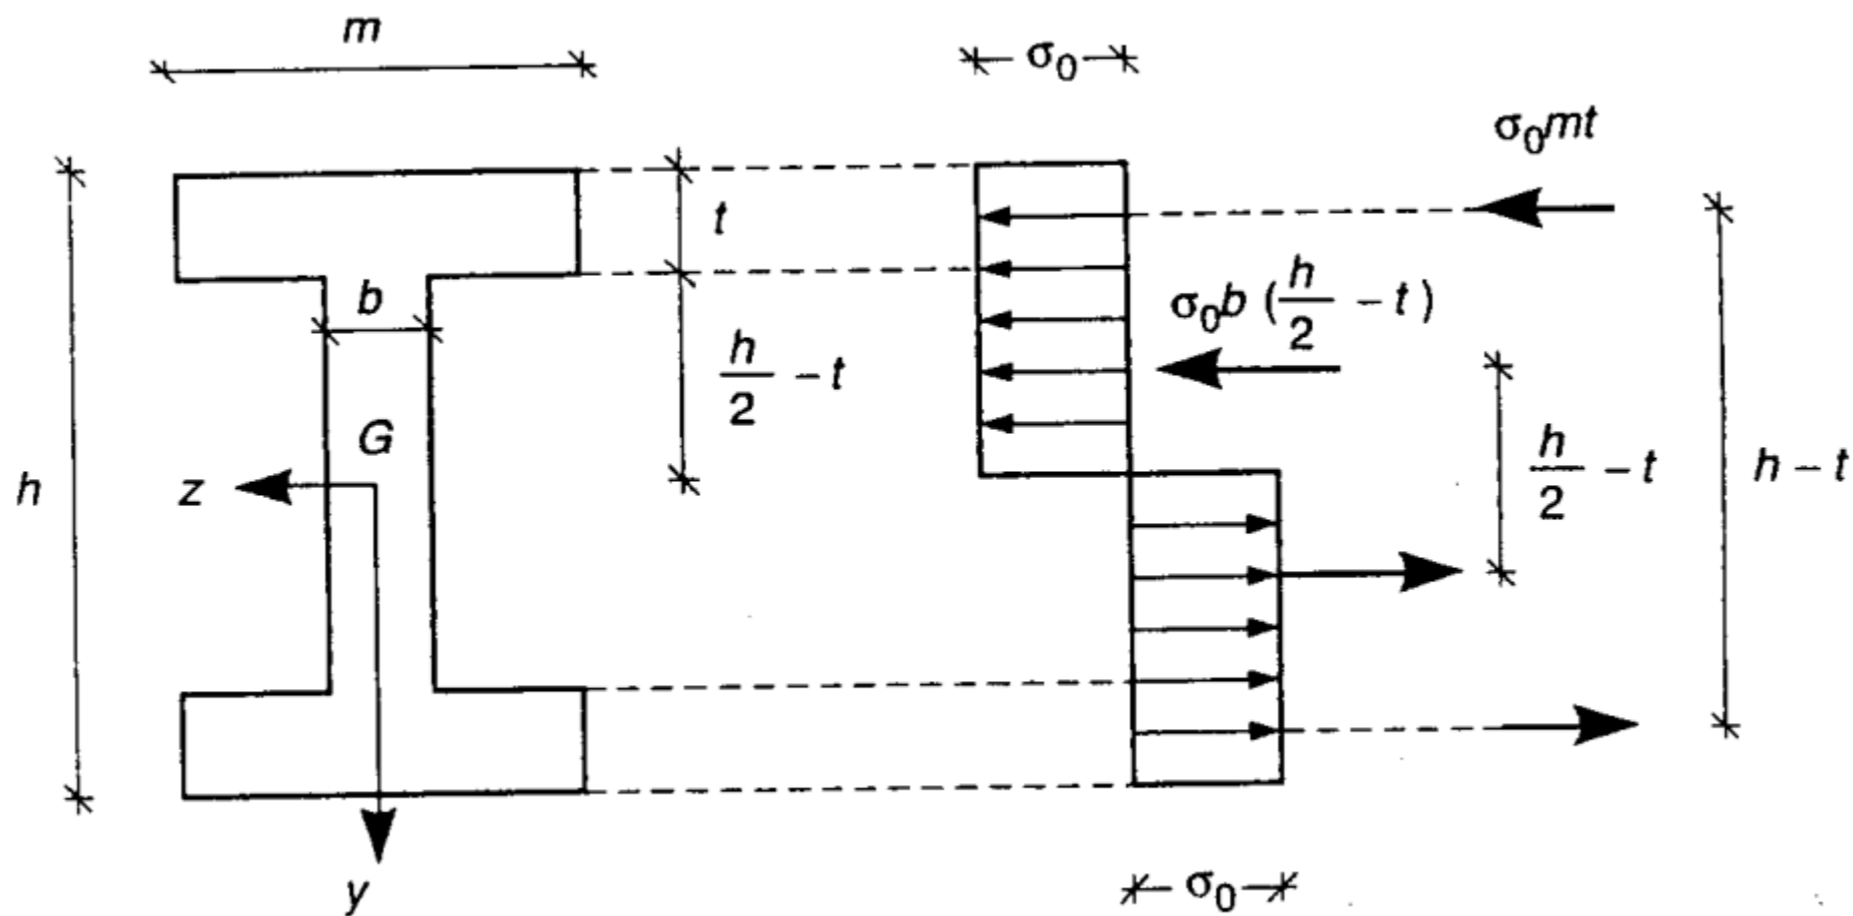 m
σ₀
σ₀mt
t
b
σ₀b (h/2 – t)
h/2 – t
G
h
z
h/2 – t
h – t
σ₀
y